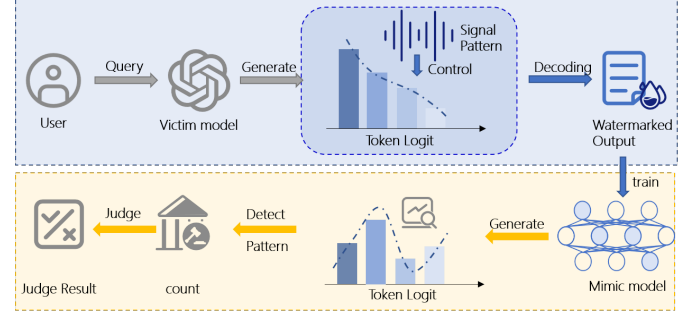 Query
Generate
Signal
Pattern
Control
Decoding
User
Victim model
Token Logit
Watermarked
Output
train
Judge
Detect
Pattern
Generate
Judge Result
count
Token Logit
Mimic model